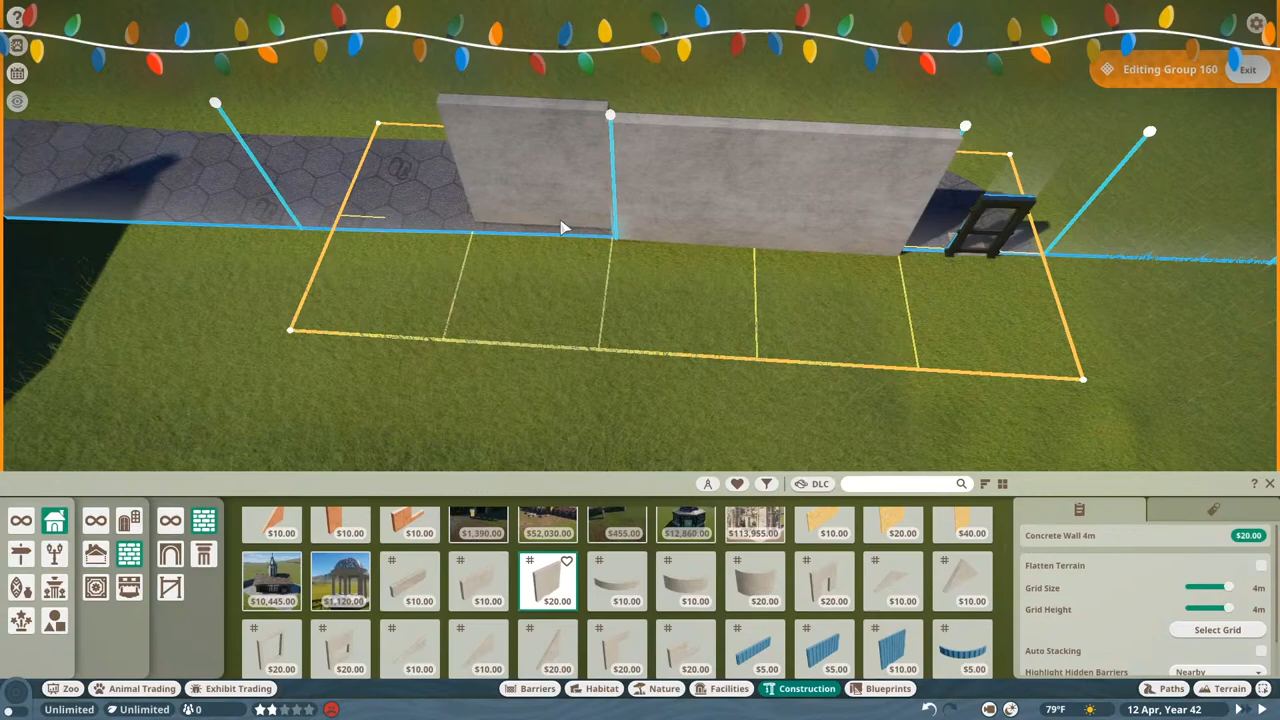 ?
Editing Group 160
Exit
DLC
? ×
$10.00 $10.00 $10.00 $1,390.00 $52,030.00 $455.00 $12,860.00 $113,955.00 $10.00 $20.00 $40.00
$10,445.00 $1,120.00 $10.00 $10.00 $20.00 $10.00 $10.00 $20.00 $20.00 $10.00 $10.00
$20.00 $20.00 $10.00 $10.00 $20.00 $20.00 $10.00 $5.00 $5.00 $10.00 $5.00
Concrete Wall 4m $20.00
Flatten Terrain
Grid Size 4m
Grid Height 4m
Select Grid
Auto Stacking
Highlight Hidden Barriers Nearby
Zoo Animal Trading Exhibit Trading Barriers Habitat Nature Facilities Construction Blueprints Paths Terrain
Unlimited Unlimited 0 79°F 12 Apr, Year 42